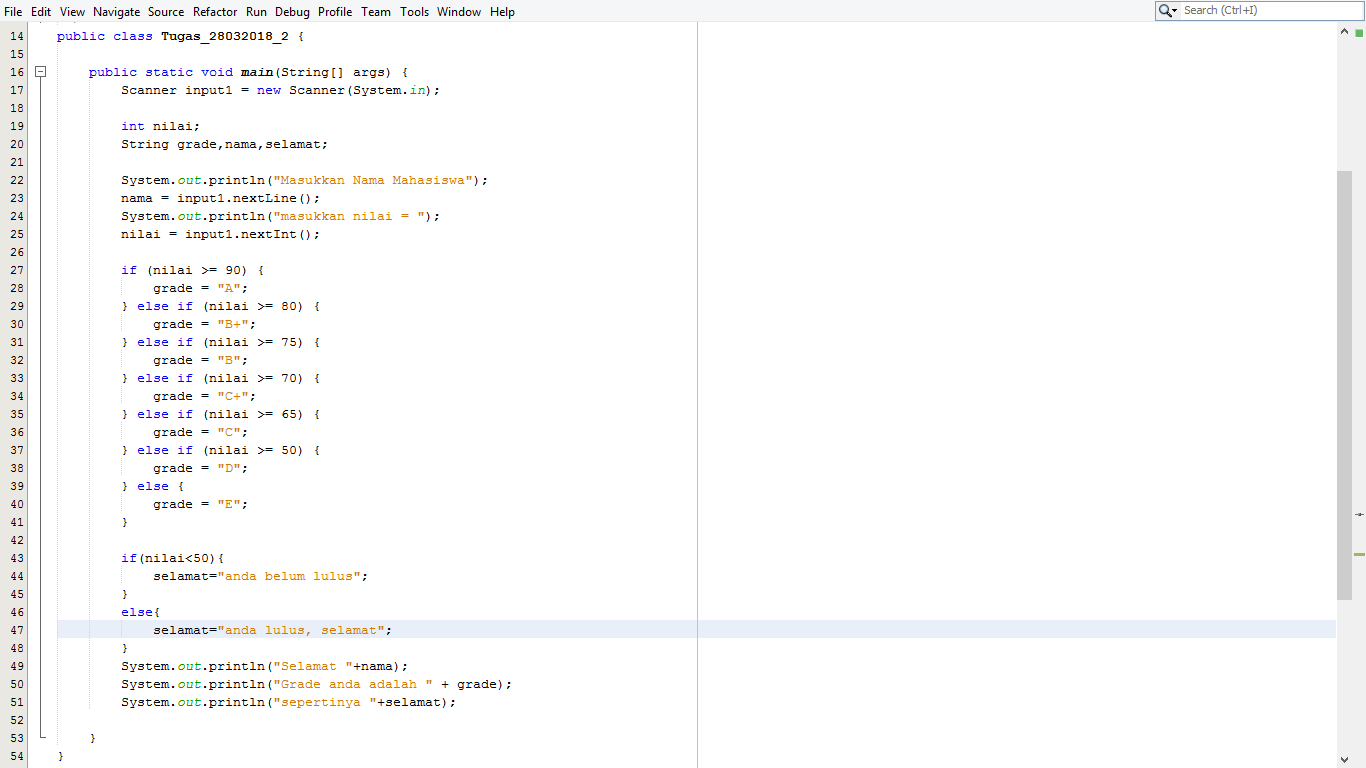 File Edit View Navigate Source Refactor Run Debug Profile Team Tools Window Help Search (Ctrl+I)
14 public class Tugas_28032018_2 {
15
16 public static void main(String[] args) {
17 Scanner input1 = new Scanner(System.in);
18
19 int nilai;
20 String grade,nama,selamat;
21
22 System.out.println("Masukkan Nama Mahasiswa");
23 nama = input1.nextLine();
24 System.out.println("masukkan nilai = ");
25 nilai = input1.nextInt();
26
27 if (nilai >= 90) {
28 grade = "A";
29 } else if (nilai >= 80) {
30 grade = "B+";
31 } else if (nilai >= 75) {
32 grade = "B";
33 } else if (nilai >= 70) {
34 grade = "C+";
35 } else if (nilai >= 65) {
36 grade = "C";
37 } else if (nilai >= 50) {
38 grade = "D";
39 } else {
40 grade = "E";
41 }
42
43 if(nilai<50){
44 selamat="anda belum lulus";
45 }
46 else{
47 selamat="anda lulus, selamat";
48 }
49 System.out.println("Selamat "+nama);
50 System.out.println("Grade anda adalah " + grade);
51 System.out.println("sepertinya "+selamat);
52
53 }
54 }